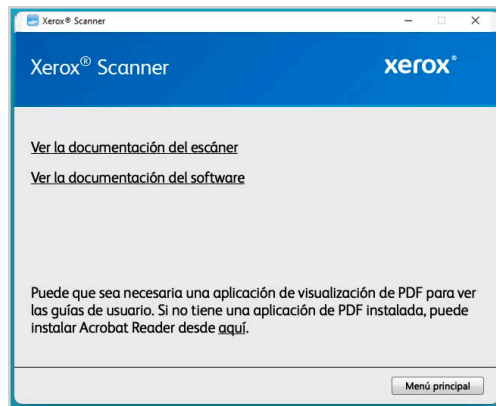 Xerox® Scanner
Xerox® Scanner
xerox®
Ver la documentación del escáner
Ver la documentación del software
Puede que sea necesaria una aplicación de visualización de PDF para ver
las guías de usuario. Si no tiene una aplicación de PDF instalada, puede
instalar Acrobat Reader desde aquí.
Menú principal